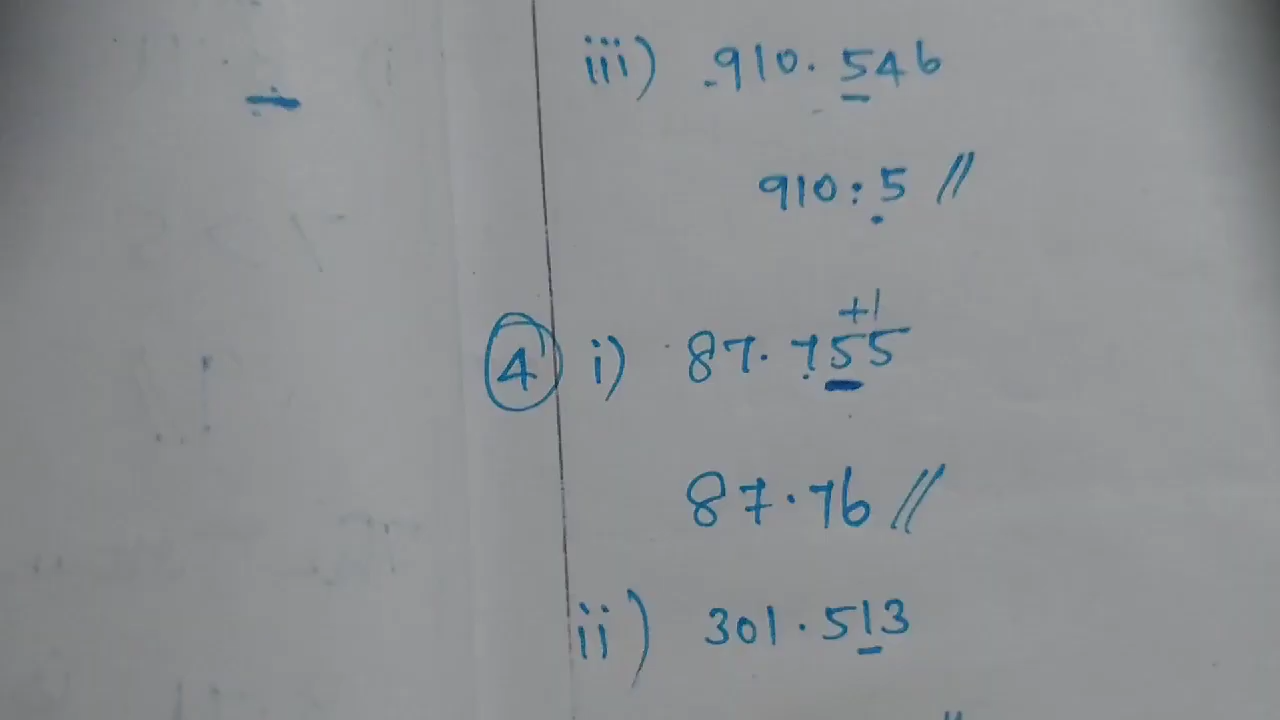 iii) 910.546
910.5 //
+1
4 i) 87.755
87.76 //
ii) 301.513